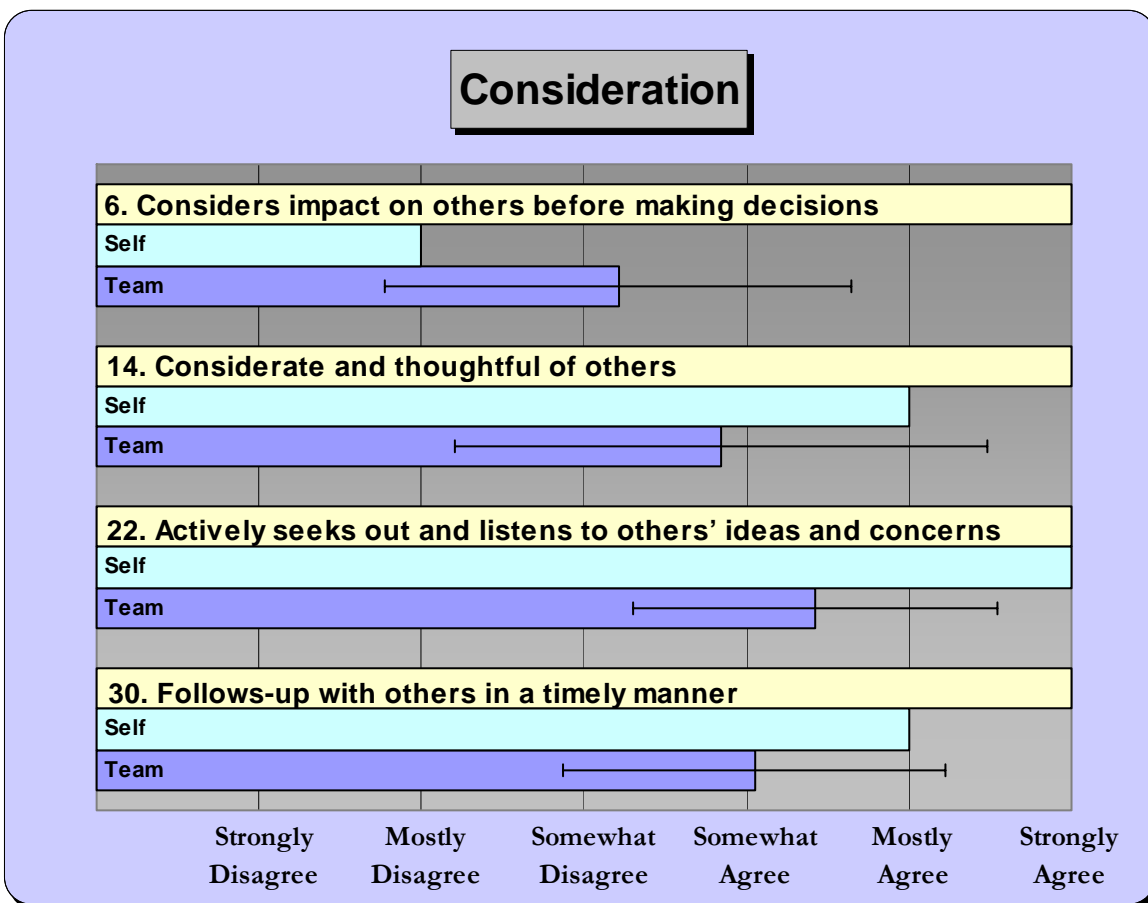 Consideration
6. Considers impact on others before making decisions
Self
Team
14. Considerate and thoughtful of others
Self
Team
22. Actively seeks out and listens to others’ ideas and concerns
Self
Team
30. Follows-up with others in a timely manner
Self
Team
Strongly Disagree
Mostly Disagree
Somewhat Disagree
Somewhat Agree
Mostly Agree
Strongly Agree